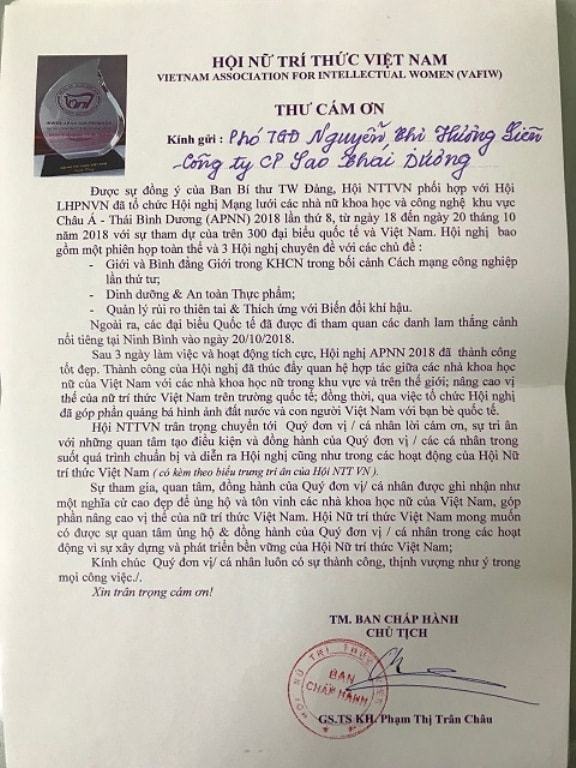 HỘI NỮ TRÍ THỨC VIỆT NAM
VIETNAM ASSOCIATION FOR INTELLECTUAL WOMEN (VAFIW)
THƯ CÁM ƠN
Kính gửi : Phó TGĐ Nguyễn Thị Hương Liên
- Công ty CP Sao Thái Dương
Được sự đồng ý của Ban Bí thư TW Đảng, Hội NTTVN phối hợp với Hội
LHPNVN đã tổ chức Hội nghị Mạng lưới các nhà nữ khoa học và công nghệ khu vực
Châu Á - Thái Bình Dương (APNN) 2018 lần thứ 8, từ ngày 18 đến ngày 20 tháng 10
năm 2018 với sự tham dự của trên 300 đại biểu quốc tế và Việt Nam. Hội nghị bao
gồm một phiên họp toàn thể và 3 Hội nghị chuyên đề với các chủ đề :
- Giới và Bình đẳng Giới trong KHCN trong bối cảnh Cách mạng công nghiệp
lần thứ tư;
- Dinh dưỡng & An toàn Thực phẩm;
- Quản lý rủi ro thiên tai & Thích ứng với Biến đổi khí hậu.
Ngoài ra, các đại biểu Quốc tế đã được đi tham quan các danh lam thắng cảnh
nổi tiếng tại Ninh Bình vào ngày 20/10/2018.
Sau 3 ngày làm việc và hoạt động tích cực, Hội nghị APNN 2018 đã thành công
tốt đẹp. Thành công của Hội nghị đã thúc đẩy quan hệ hợp tác giữa các nhà khoa học
nữ của Việt Nam với các nhà khoa học nữ trong khu vực và trên thế giới; nâng cao vị
thế của nữ trí thức Việt Nam trên trường quốc tế; đồng thời, qua việc tổ chức Hội nghị
đã góp phần quảng bá hình ảnh đất nước và con người Việt Nam với bạn bè quốc tế.
Hội NTTVN trân trọng chuyển tới Quý đơn vị / cá nhân lời cảm ơn, sự tri ân
với những quan tâm tạo điều kiện và đồng hành của Quý đơn vị / các cá nhân trong
suốt quá trình chuẩn bị và diễn ra Hội nghị cũng như trong các hoạt động của Hội Nữ
trí thức Việt Nam ( có kèm theo biểu trưng tri ân của Hội NTT VN ).
Sự tham gia, quan tâm, đồng hành của Quý đơn vị/ cá nhân được ghi nhận như
một nghĩa cử cao đẹp để ủng hộ và tôn vinh các nhà khoa học nữ của Việt Nam, góp
phần nâng cao vị thế của nữ trí thức Việt Nam. Hội Nữ trí thức Việt Nam mong muốn
có được sự quan tâm ủng hộ & đồng hành của Quý đơn vị / cá nhân trong các hoạt
động vì sự xây dựng và phát triển bền vững của Hội Nữ trí thức Việt Nam;
Kính chúc Quý đơn vị/ cá nhân luôn có sự thành công, thịnh vượng như ý trong
mọi công việc./.
Xin trân trọng cám ơn!
TM. BAN CHẤP HÀNH
CHỦ TỊCH
HỘI NỮ TRÍ THỨC VIỆT NAM
BAN
CHẤP HÀNH
GS.TS KH. Phạm Thị Trân Châu